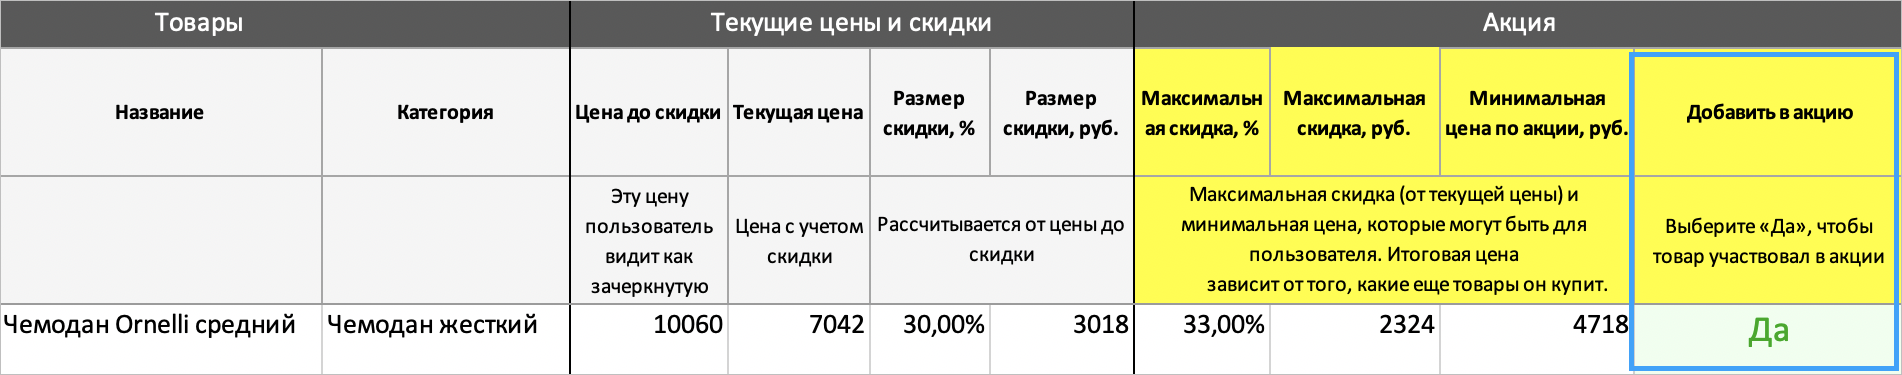 Товары
Текущие цены и скидки
Акция
Название
Категория
Цена до скидки
Текущая цена
Размер
скидки, %
Размер
скидки, руб.
Максимальн
ая скидка, %
Максимальная
скидка, руб.
Минимальная
цена по акции, руб.
Добавить в акцию
Эту цену
пользователь
видит как
зачеркнутую
Цена с учетом
скидки
Рассчитывается от цены до
скидки
Максимальная скидка (от текущей цены) и
минимальная цена, которые могут быть для
пользователя. Итоговая цена
зависит от того, какие еще товары он купит.
Выберите «Да», чтобы
товар участвовал в акции
Чемодан Ornelli средний
Чемодан жесткий
10060
7042
30,00%
3018
33,00%
2324
4718
Да